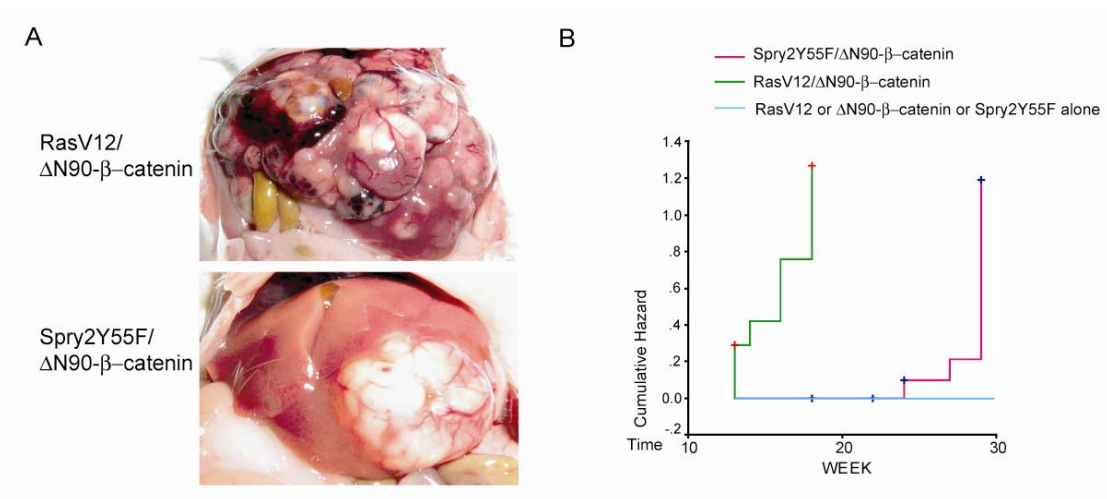 A
RasV12/
ΔN90-β–catenin
Spry2Y55F/
ΔN90-β–catenin
B
Spry2Y55F/ΔN90-β–catenin
RasV12/ΔN90-β–catenin
RasV12 or ΔN90-β–catenin or Spry2Y55F alone
Cumulative Hazard
1.4
1.2
1.0
.8
.6
.4
.2
0.0
-.2
Time
10
20
30
WEEK